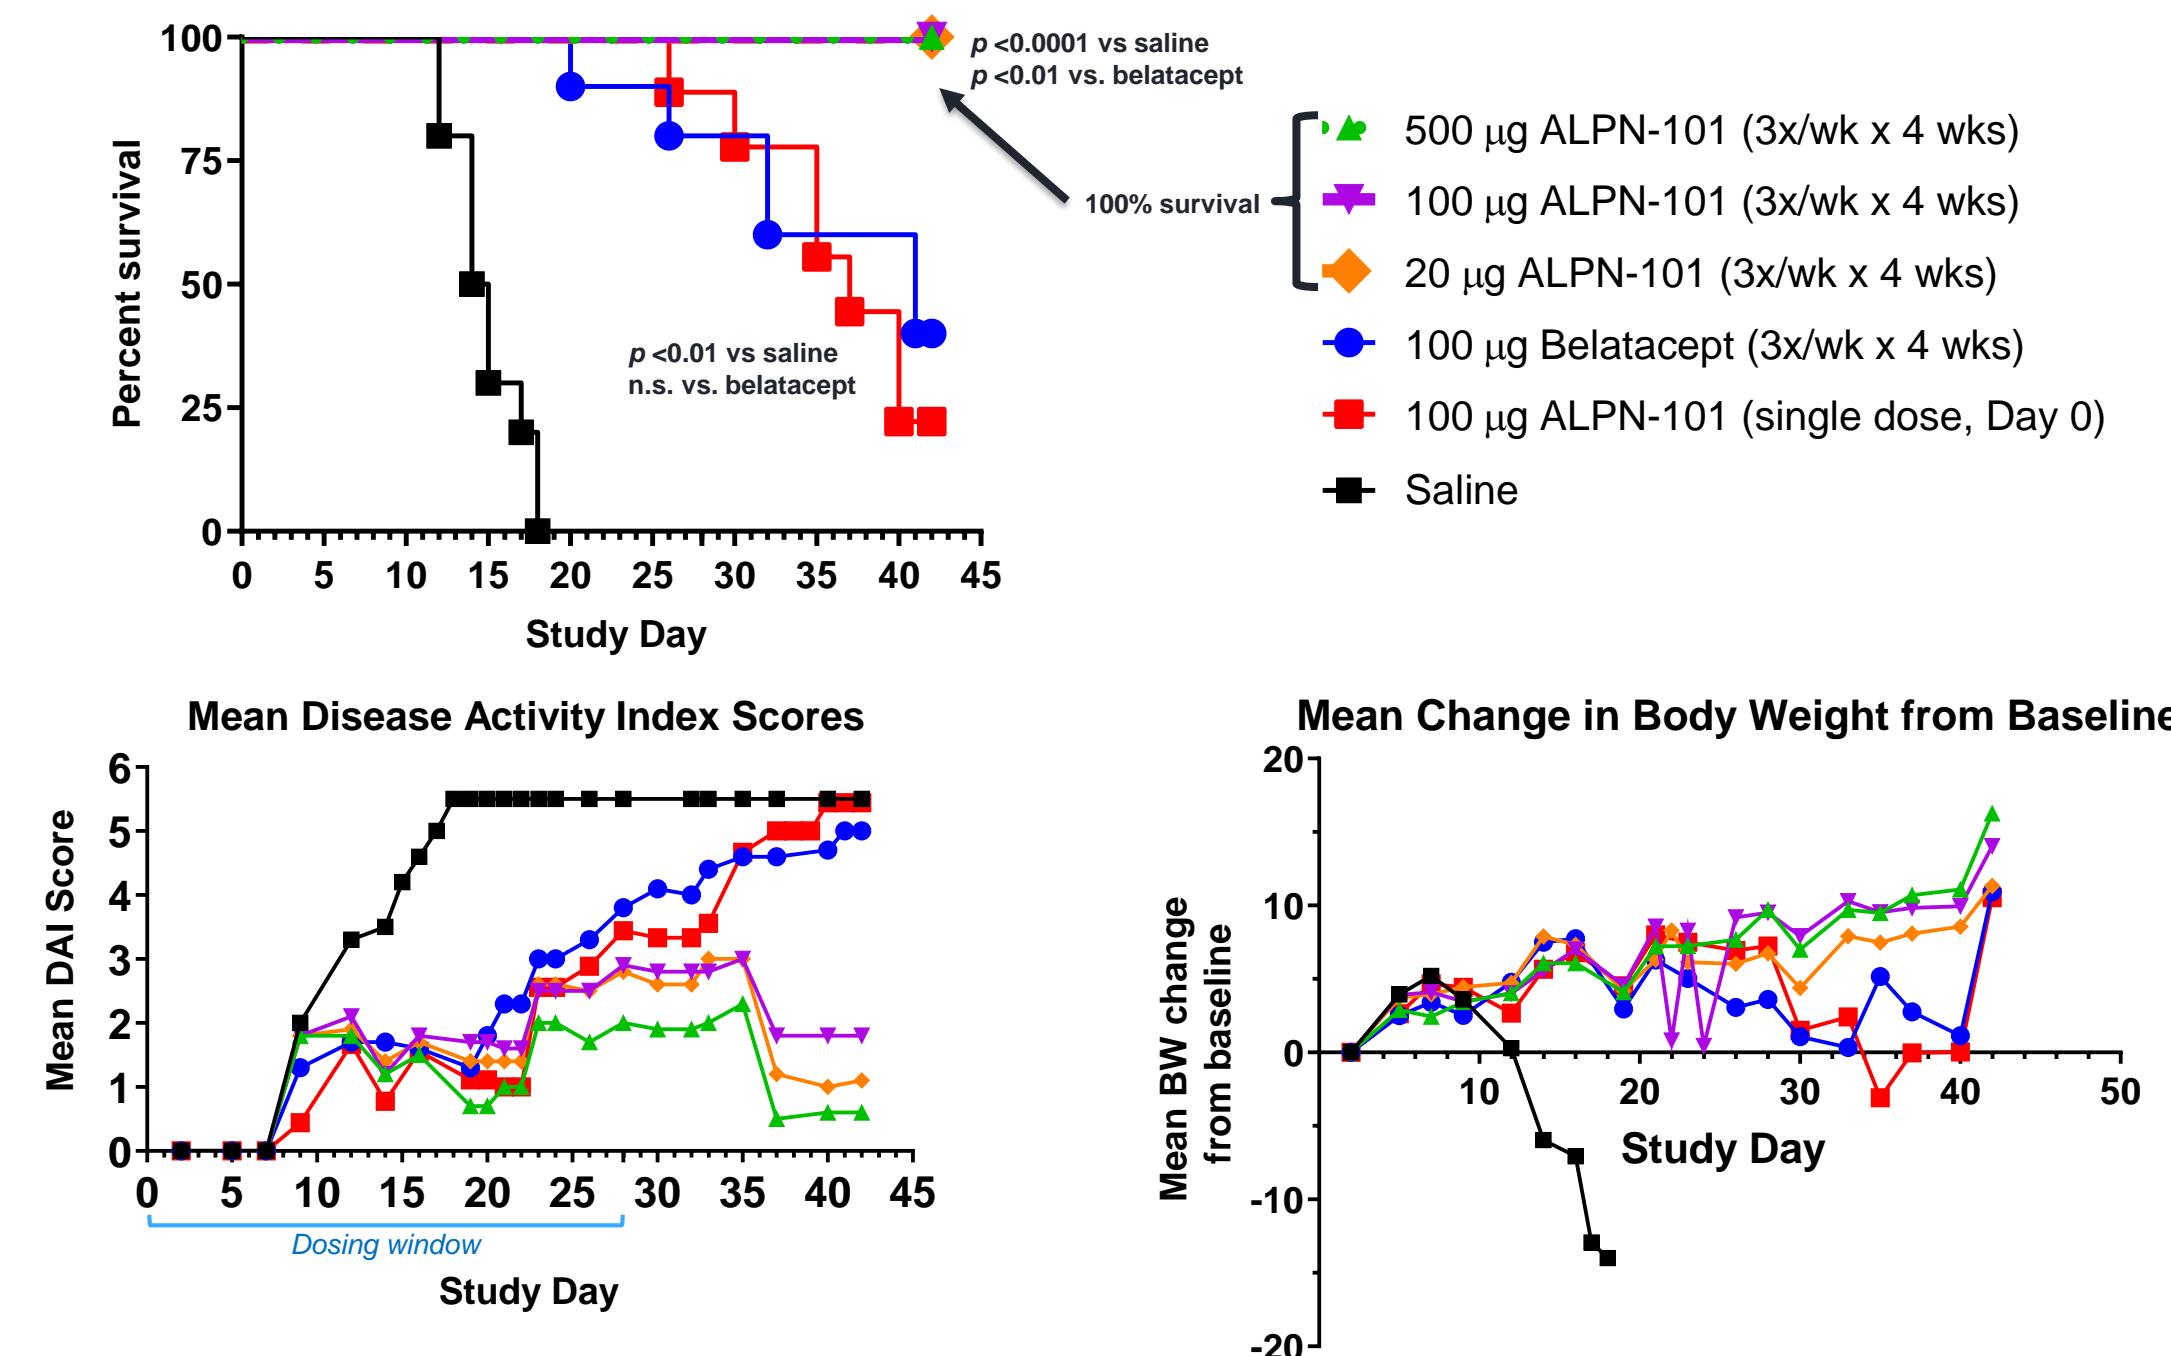 100
75
50
25
0
Percent survival
0 5 10 15 20 25 30 35 40 45
Study Day
p <0.0001 vs saline
p <0.01 vs. belatacept
100% survival
p <0.01 vs saline
n.s. vs. belatacept
500 μg ALPN-101 (3x/wk x 4 wks)
100 μg ALPN-101 (3x/wk x 4 wks)
20 μg ALPN-101 (3x/wk x 4 wks)
100 μg Belatacept (3x/wk x 4 wks)
100 μg ALPN-101 (single dose, Day 0)
Saline
Mean Disease Activity Index Scores
6
5
4
3
2
1
0
Mean DAI Score
0 5 10 15 20 25 30 35 40 45
Dosing window
Study Day
Mean Change in Body Weight from Baseline
20
10
0
-10
-20
Mean BW change
from baseline
10 20 30 40 50
Study Day